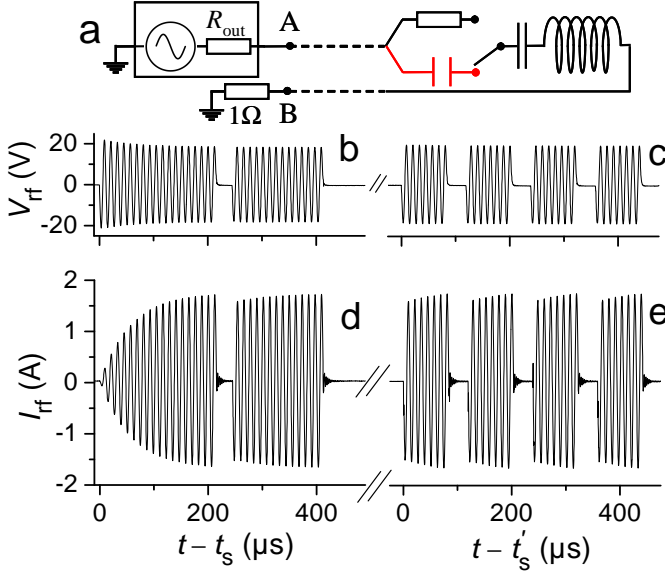 a
R_out
A
1Ω
B
V_rf (V)
20
0
-20
b
c
I_rf (A)
2
1
0
-1
-2
d
e
0
200
400
0
200
400
t − t_s (μs)
t − t_s′ (μs)